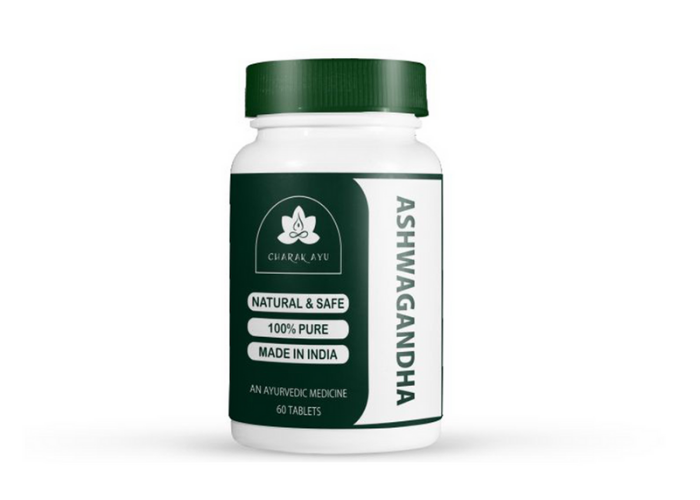 CHARAK AYU
NATURAL & SAFE
100% PURE
MADE IN INDIA
AN AYURVEDIC MEDICINE
60 TABLETS
ASHWAGANDHA